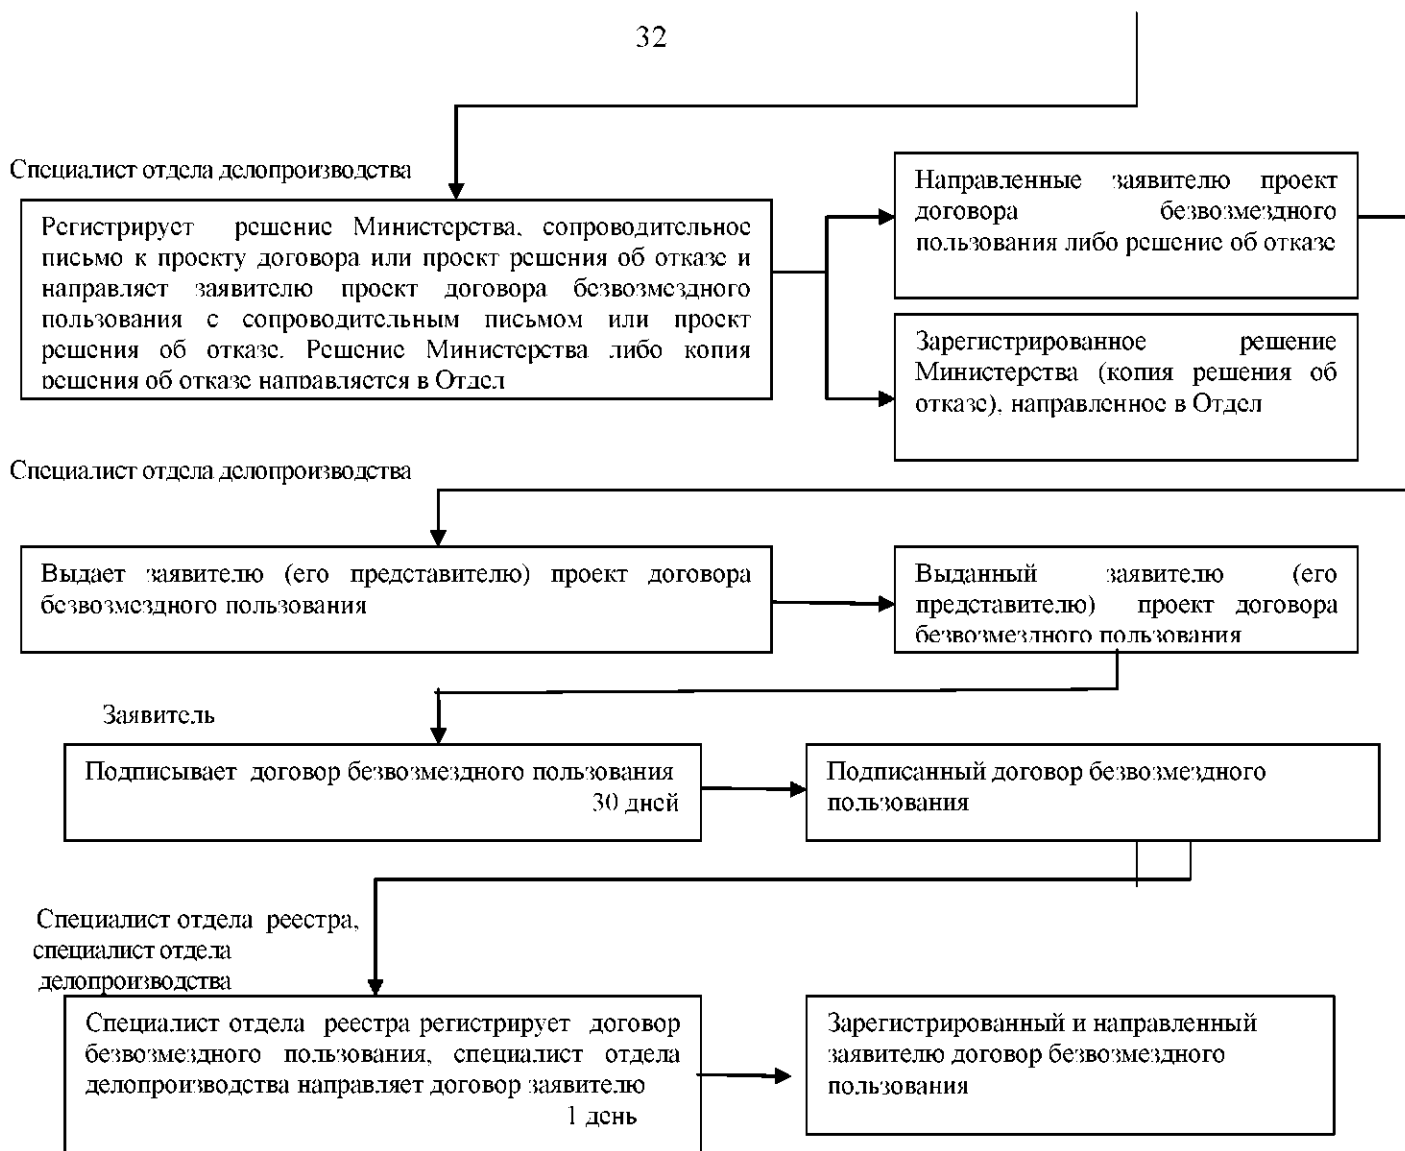 32
Специалист отдела делопроизводства
Регистрирует решение Министерства, сопроводительное
письмо к проекту договора или проект решения об отказе и
направляет заявителю проект договора безвозмездного
пользования с сопроводительным письмом или проект
решения об отказе. Решение Министерства либо копия
решения об отказе направляется в Отдел
Направленные заявителю проект
договора безвозмездного
пользования либо решение об отказе
Зарегистрированное решение
Министерства (копия решения об
отказе), направленное в Отдел
Специалист отдела делопроизводства
Выдает заявителю (его представителю) проект договора
безвозмездного пользования
Выданный заявителю (его
представителю) проект договора
безвозмездного пользования
Заявитель
Подписывает договор безвозмездного пользования
30 дней
Подписанный договор безвозмездного
пользования
Специалист отдела реестра,
специалист отдела
делопроизводства
Специалист отдела реестра регистрирует договор
безвозмездного пользования, специалист отдела
делопроизводства направляет договор заявителю
1 день
Зарегистрированный и направленный
заявителю договор безвозмездного
пользования